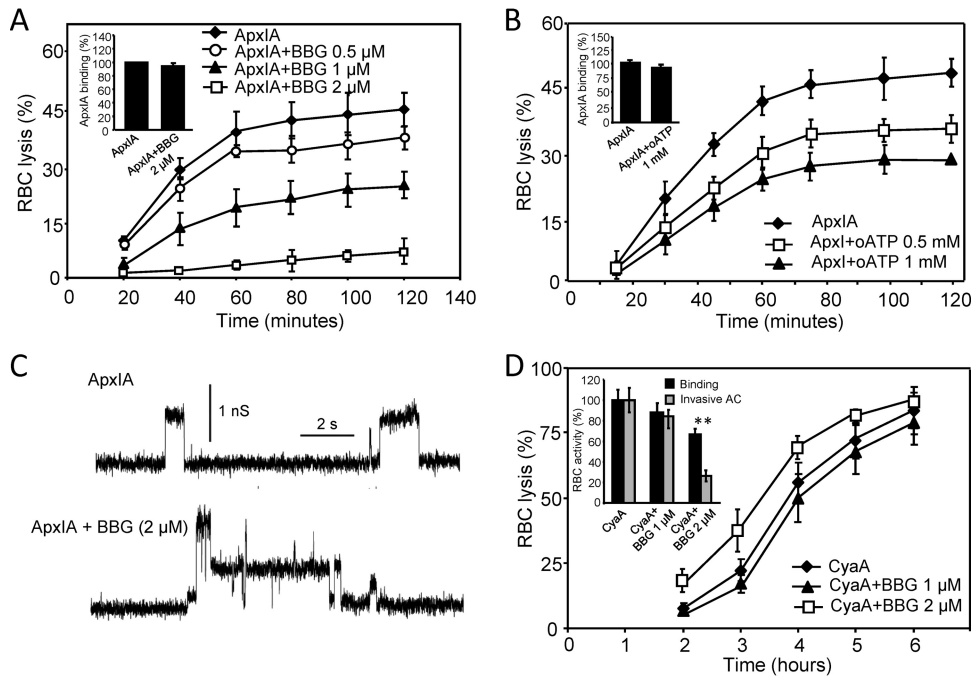 A
RBC lysis (%)
60
45
30
15
0
0
20
40
60
80
100
120
140
Time (minutes)
ApxIA
ApxIA+BBG 0.5 µM
ApxIA+BBG 1 µM
ApxIA+BBG 2 µM
ApxIA binding (%)
140
120
100
80
60
40
20
0
ApxIA
ApxIA+BBG
2 µM
B
RBC lysis (%)
60
45
30
15
0
0
20
40
60
80
100
120
Time (minutes)
ApxIA
ApxI+oATP 0.5 mM
ApxI+oATP 1 mM
ApxIA binding (%)
150
125
100
75
50
25
0
ApxIA
ApxIA+oATP
1 mM
C
ApxIA
1 nS
2 s
ApxIA + BBG (2 µM)
D
RBC lysis (%)
100
75
50
25
0
0
1
2
3
4
5
6
Time (hours)
CyaA
CyaA+BBG 1 µM
CyaA+BBG 2 µM
RBC activity (%)
120
100
80
60
40
20
0
Binding
Invasive AC
**
CyaA
CyaA+
BBG 1 µM
CyaA+
BBG 2 µM